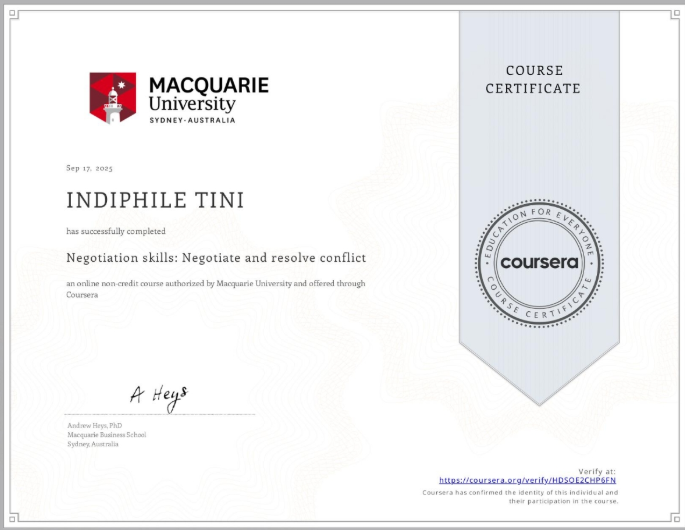 MACQUARIE
University
SYDNEY·AUSTRALIA
COURSE
CERTIFICATE
Sep 17, 2025
INDIPHILE TINI
has successfully completed
Negotiation skills: Negotiate and resolve conflict
an online non-credit course authorized by Macquarie University and offered through
Coursera
EDUCATION FOR EVERYONE
coursera
COURSE CERTIFICATE
A Heys
Andrew Heys, PhD
Macquarie Business School
Sydney, Australia
Verify at:
https://coursera.org/verify/HDSOE2CHP6FN
Coursera has confirmed the identity of this individual and
their participation in the course.